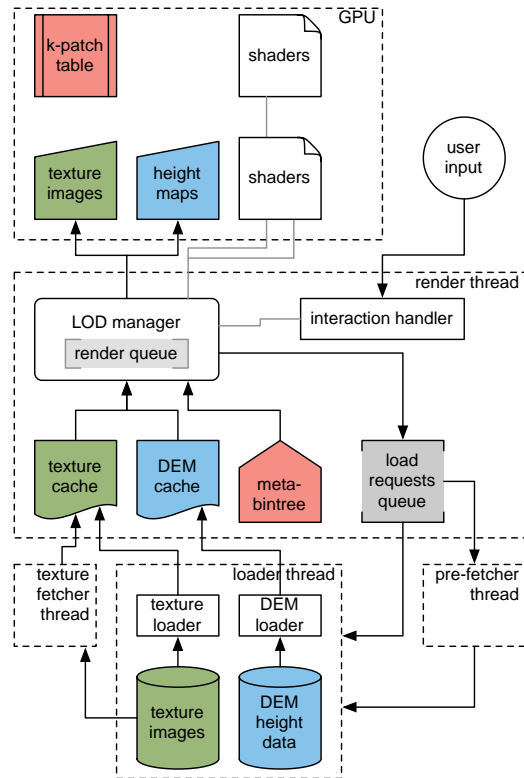 GPU
k-patch
table
shaders
texture
images
height
maps
shaders
user
input
render thread
LOD manager
render queue
interaction handler
texture
cache
DEM
cache
meta-
bintree
load
requests
queue
texture
fetcher
thread
loader thread
pre-fetcher
thread
texture
loader
DEM
loader
texture
images
DEM
height
data